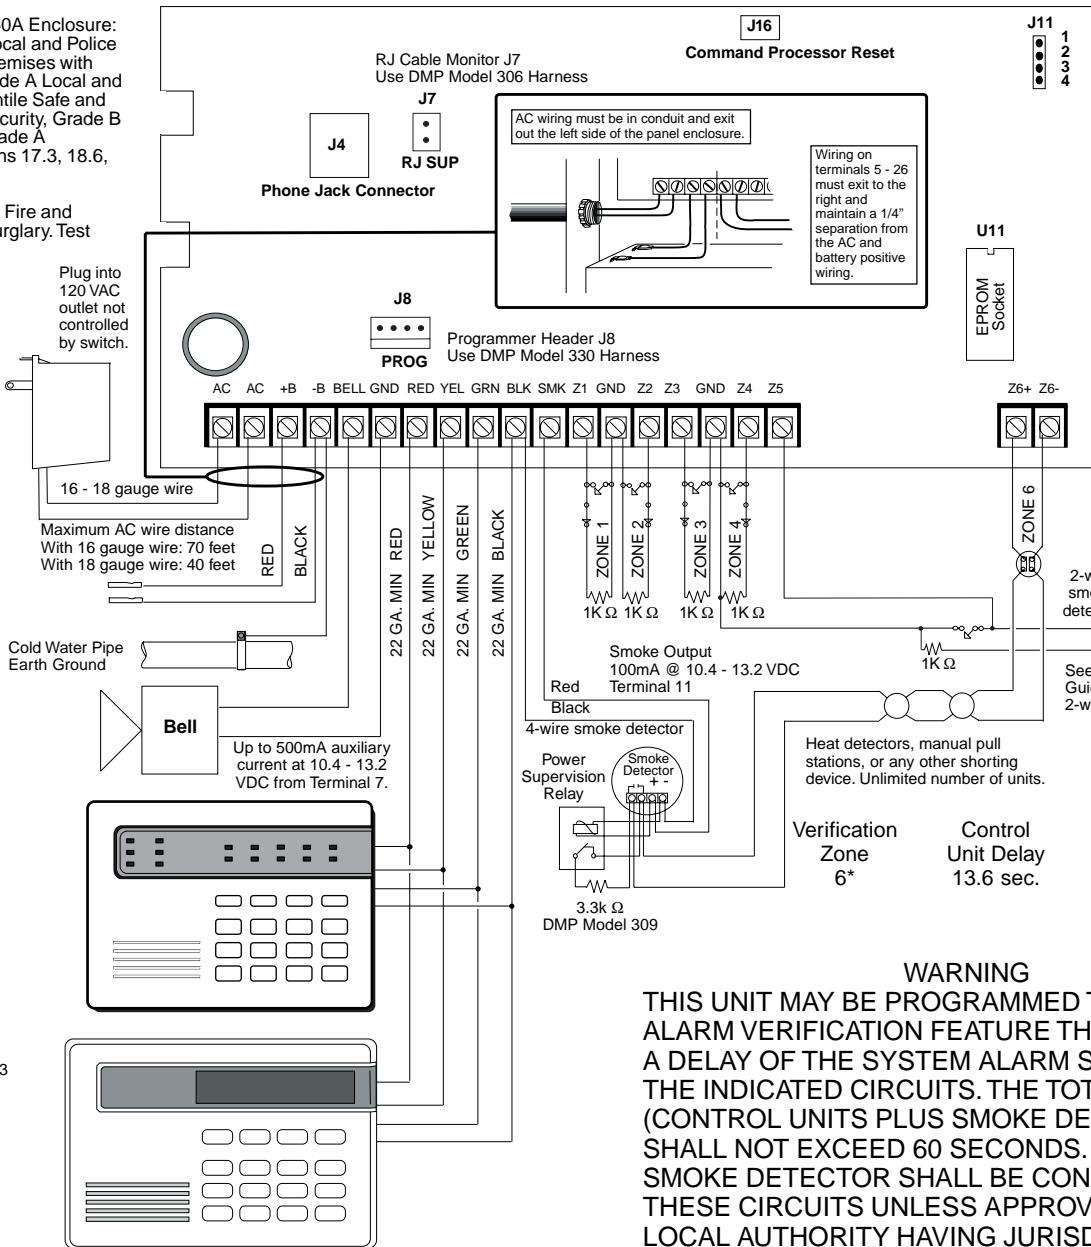 0A Enclosure:
ocal and Police
emises with
de A Local and
ntile Safe and
ecurity, Grade B
ade A
ns 17.3, 18.6,
Fire and
urglary. Test
J16
Command Processor Reset
J11
1
2
3
4
RJ Cable Monitor J7
Use DMP Model 306 Harness
J7
RJ SUP
J4
Phone Jack Connector
AC wiring must be in conduit and exit
out the left side of the panel enclosure.
Wiring on
terminals 5 - 26
must exit to the
right and
maintain a 1/4"
separation from
the AC and
battery positive
wiring.
U11
EPROM
Socket
Plug into
120 VAC
outlet not
controlled
by switch.
J8
PROG
Programmer Header J8
Use DMP Model 330 Harness
AC AC +B -B BELL GND RED YEL GRN BLK SMK Z1 GND Z2 Z3 GND Z4 Z5 Z6+ Z6-
16 - 18 gauge wire
Maximum AC wire distance
With 16 gauge wire: 70 feet
With 18 gauge wire: 40 feet
RED
BLACK
22 GA. MIN RED
22 GA. MIN YELLOW
22 GA. MIN GREEN
22 GA. MIN BLACK
ZONE 1
ZONE 2
ZONE 3
ZONE 4
ZONE 6
1K Ω 1K Ω 1K Ω 1K Ω
2-w
smo
dete
Cold Water Pipe
Earth Ground
Smoke Output
100mA @ 10.4 - 13.2 VDC
Terminal 11
1K Ω
See
Guid
2-w
Red
Black
4-wire smoke detector
Bell
Up to 500mA auxiliary
current at 10.4 - 13.2
VDC from Terminal 7.
Power
Supervision
Relay
Smoke
Detector
+ -
Heat detectors, manual pull
stations, or any other shorting
device. Unlimited number of units.
Verification
Zone
6*
Control
Unit Delay
13.6 sec.
3.3k Ω
DMP Model 309
3
WARNING
THIS UNIT MAY BE PROGRAMMED T
ALARM VERIFICATION FEATURE TH
A DELAY OF THE SYSTEM ALARM S
THE INDICATED CIRCUITS. THE TOT
(CONTROL UNITS PLUS SMOKE DE
SHALL NOT EXCEED 60 SECONDS.
SMOKE DETECTOR SHALL BE CON
THESE CIRCUITS UNLESS APPROV
LOCAL AUTHORITY HAVING JURISD